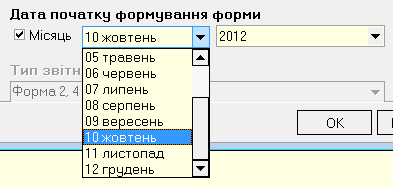 Дата початку формування форми
Місяць 10 жовтень 2012
05 травень
Тип звітн
06 червень
07 липень
Форма 2, 4
08 серпень
09 вересень
10 жовтень
OK
11 листопад
12 грудень